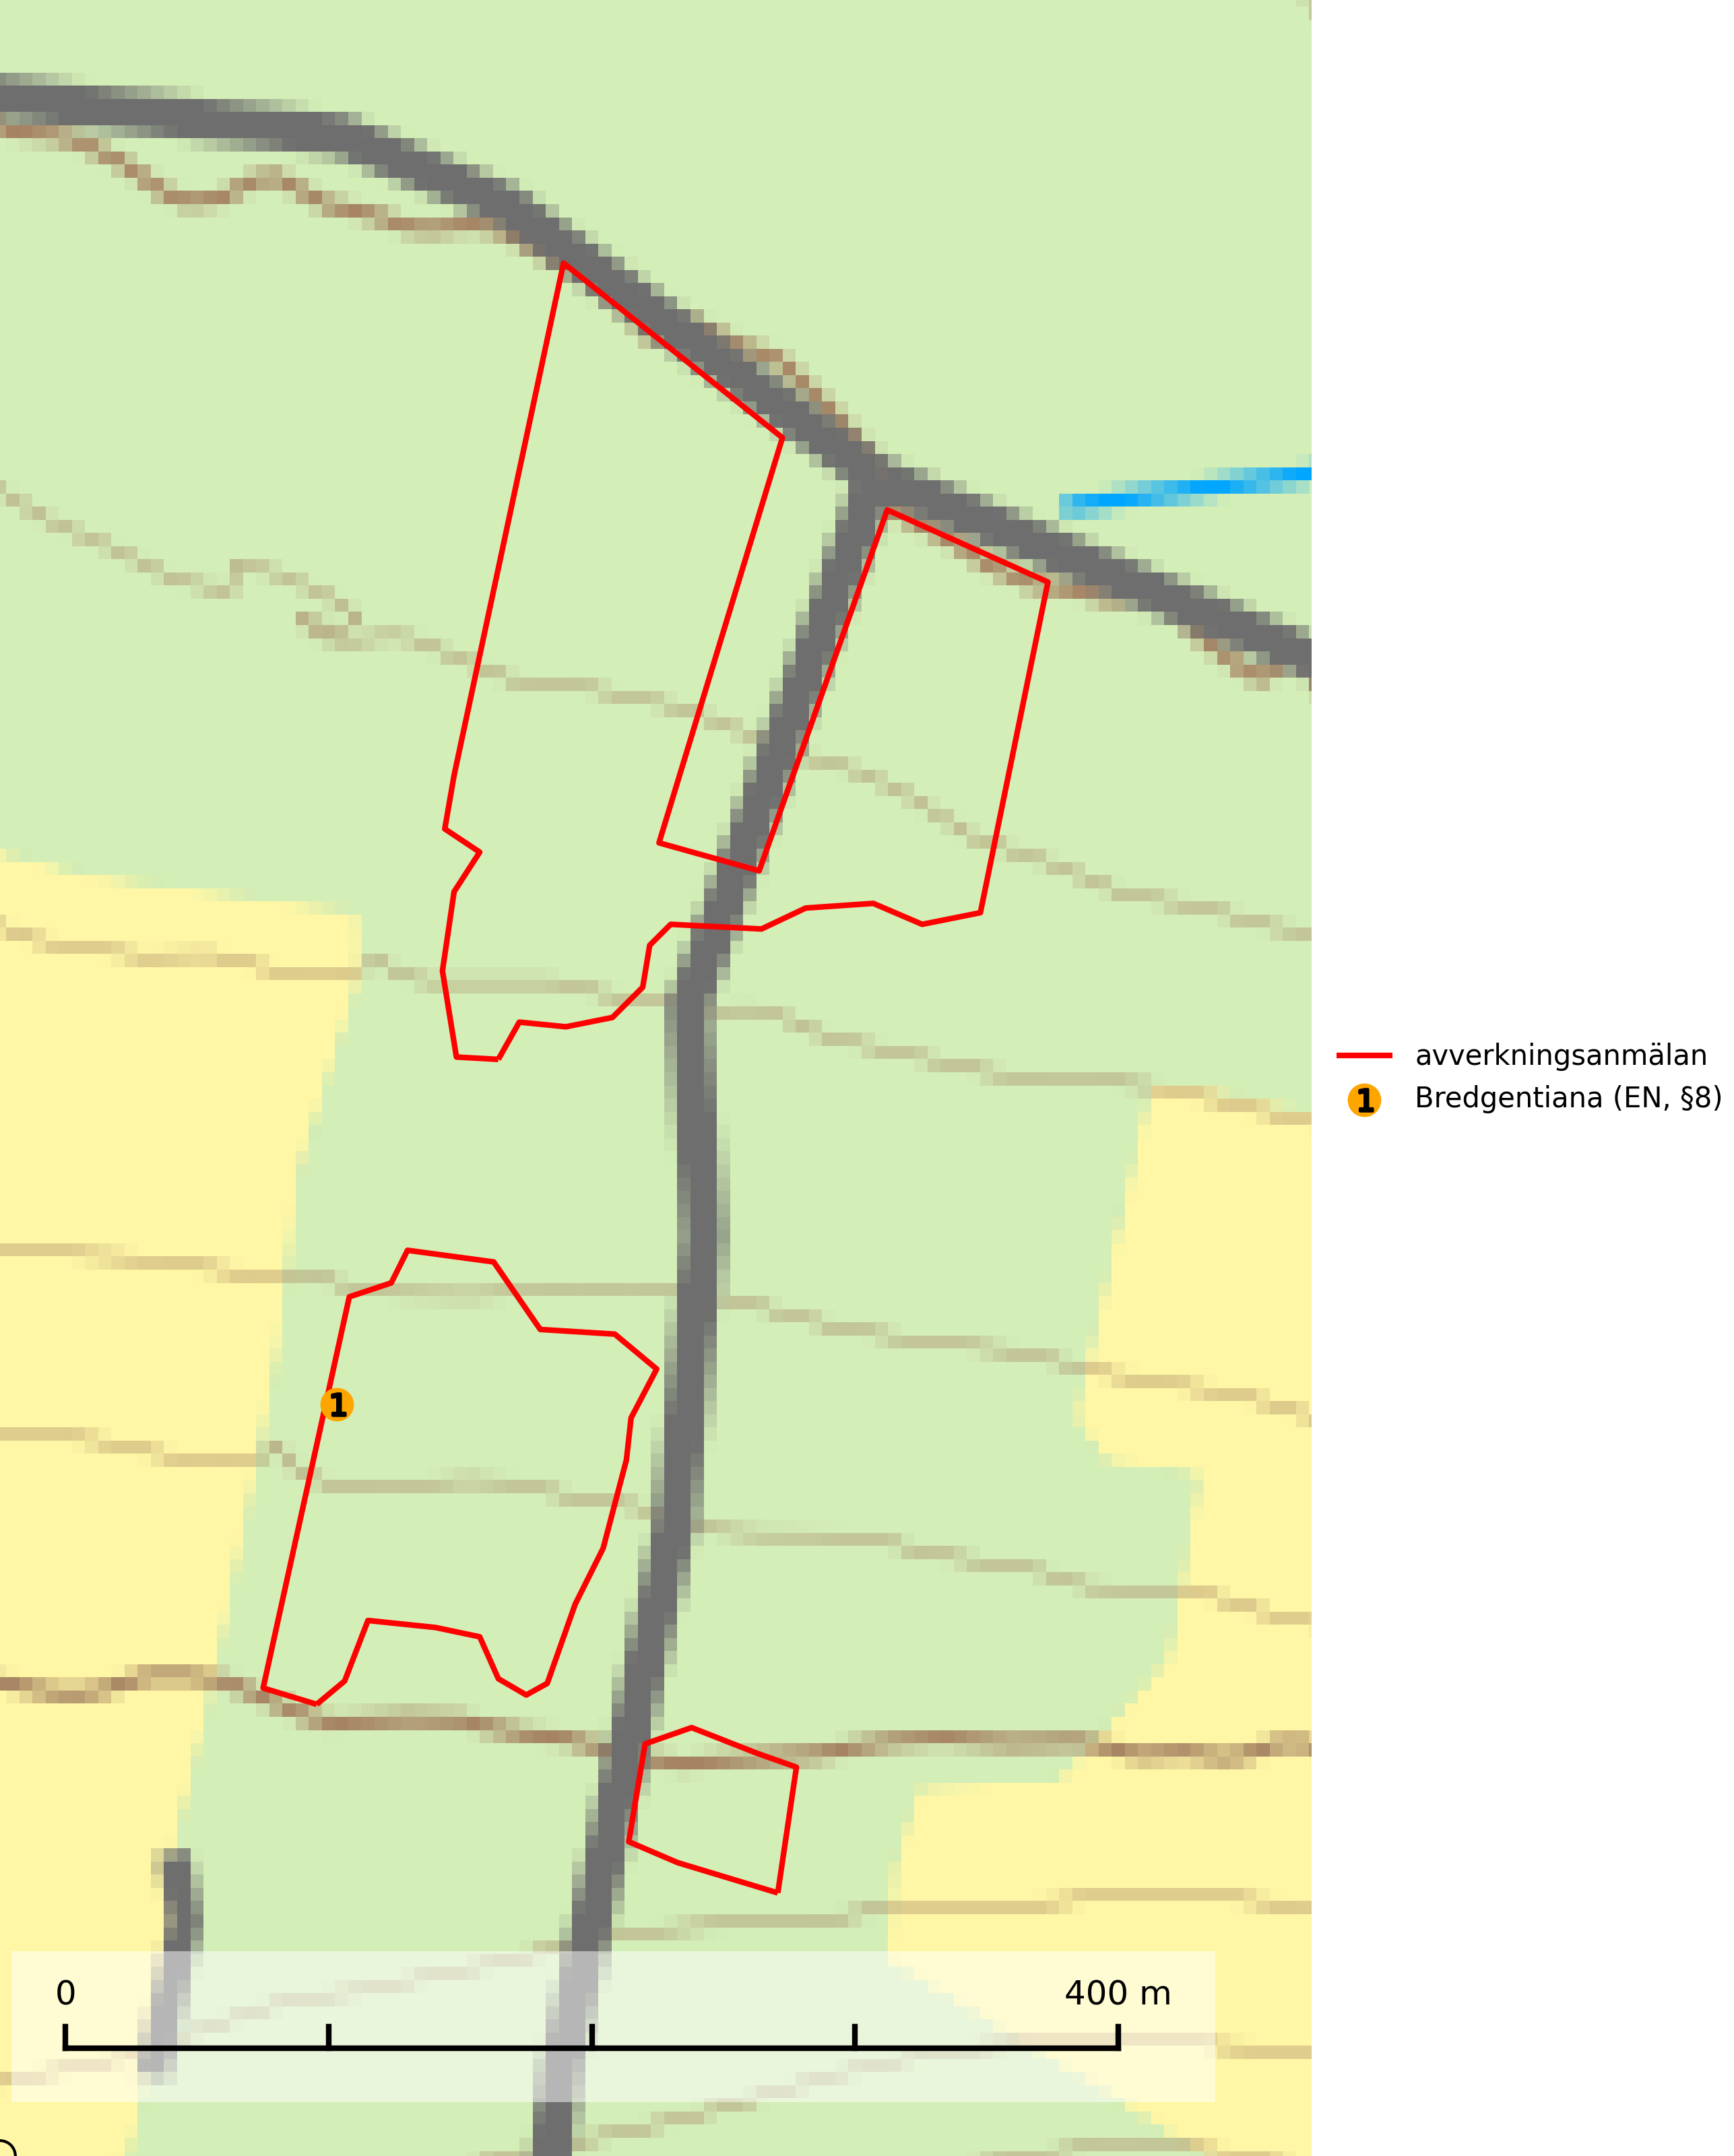 avverkningsanmälan
1 Bredgentiana (EN, §8)
1
0 400 m